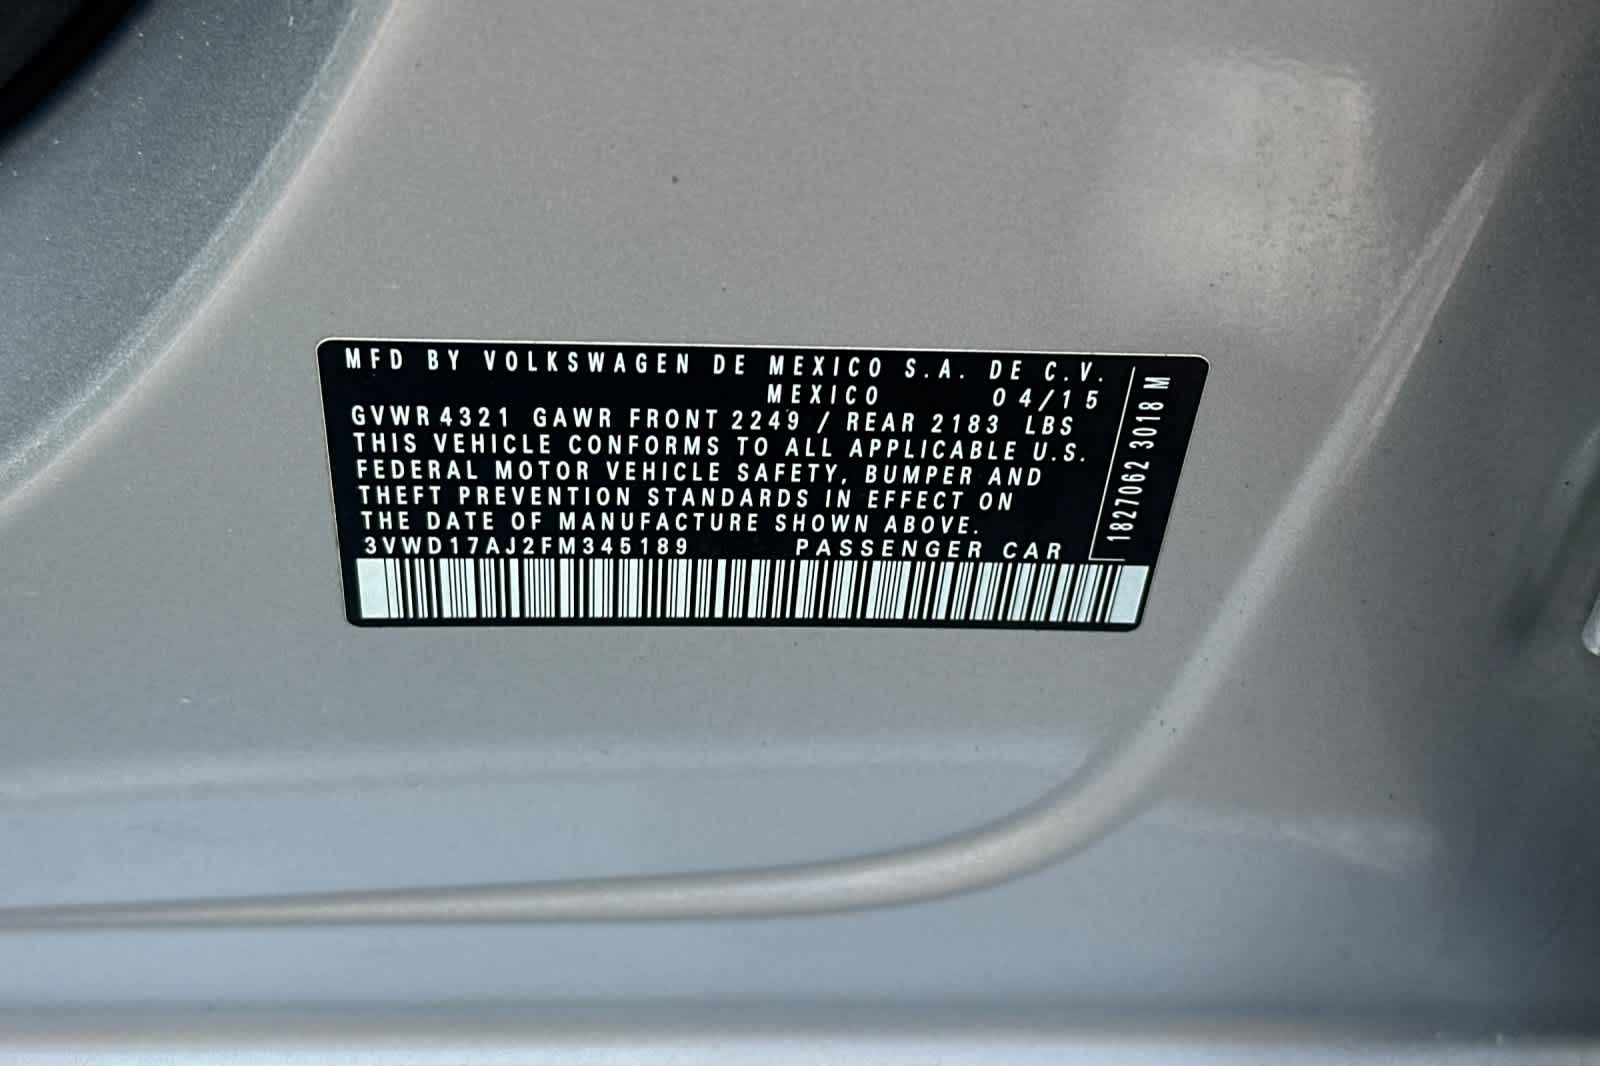 MFD BY VOLKSWAGEN DE MEXICO S.A. DE C.V.
MEXICO 04/15
GVWR 4321 GAWR FRONT 2249 / REAR 2183 LBS
THIS VEHICLE CONFORMS TO ALL APPLICABLE U.S.
FEDERAL MOTOR VEHICLE SAFETY, BUMPER AND
THEFT PREVENTION STANDARDS IN EFFECT ON
THE DATE OF MANUFACTURE SHOWN ABOVE.
3VWD17AJ2FM345189 PASSENGER CAR
1827062 3018 M